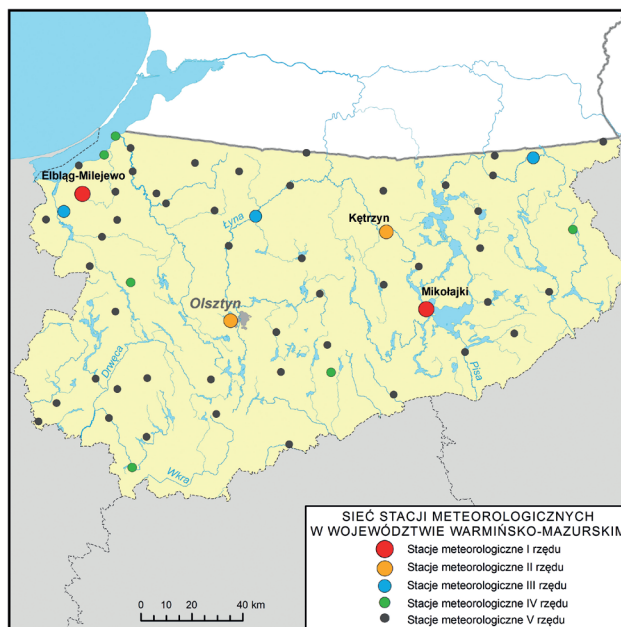 Elbląg-Milejewo
Łyna
Kętrzyn
Mikołajki
Olsztyn
Drwęca
Pisa
Wkra
SIEĆ STACJI METEOROLOGICZNYCH
W WOJEWÓDZTWIE WARMIŃSKO-MAZURSKIM
Stacje meteorologiczne I rzędu
Stacje meteorologiczne II rzędu
Stacje meteorologiczne III rzędu
Stacje meteorologiczne IV rzędu
Stacje meteorologiczne V rzędu
0 10 20 40 km